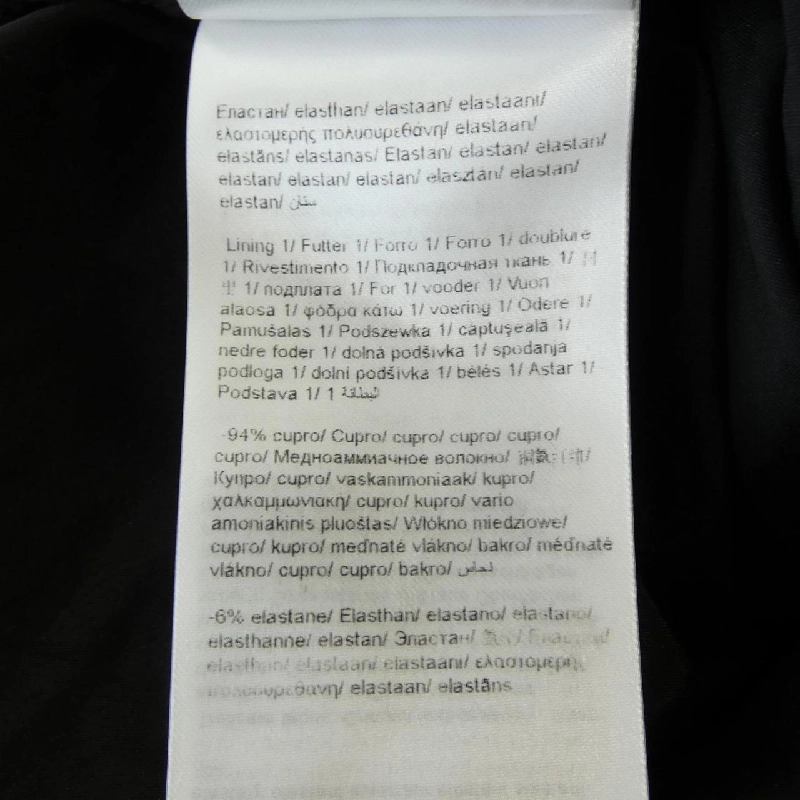 Еластан/ elasthan/ elastaan/ elastaani/
ελαστομερής πολυουρεθάνη/ elastaan/
elastāns/ elastanas/ Elastan/ elastan/ elastan/
elastan/ elastan/ elastan/ elasztán/ elastan/
elastan/
Lining 1/ Futter 1/ Forro 1/ Forro 1/ doublure
1/ Rivestimento 1/ Подкладочная ткань 1/
1/ подплата 1/ For 1/ vooder 1/ Vuori
alaosa 1/ φόδρα κάτω 1/ voering 1/ Odere 1/
Pamušalas 1/ Podszewka 1/ căptuşeală 1/
nedre foder 1/ dolná podšívka 1/ spodanja
podloga 1/ dolní podšívka 1/ bélés 1/ Astar 1/
Podstava 1/ 1
-94% cupro/ Cupro/ cupro/ cupro/ cupro/
cupro/ Медноаммиачное волокно/
Купро/ cupro/ vaskammoniaak/ kupro/
χαλκαμμωνιακή/ cupro/ kupro/ vario
amoniakinis pluoštas/ Włókno miedziowe/
cupro/ kupro/ meďnaté vlákno/ bakro/ měďnaté
vlákno/ cupro/ cupro/ bakro/ نحاس
-6% elastane/ Elasthan/ elastano/ elastano/
elasthanne/ elastan/ Эластан/
elasthan/ elastaan/ elastaani/ ελαστομερής
πολυουρεθάνη/ elastaan/ elastāns